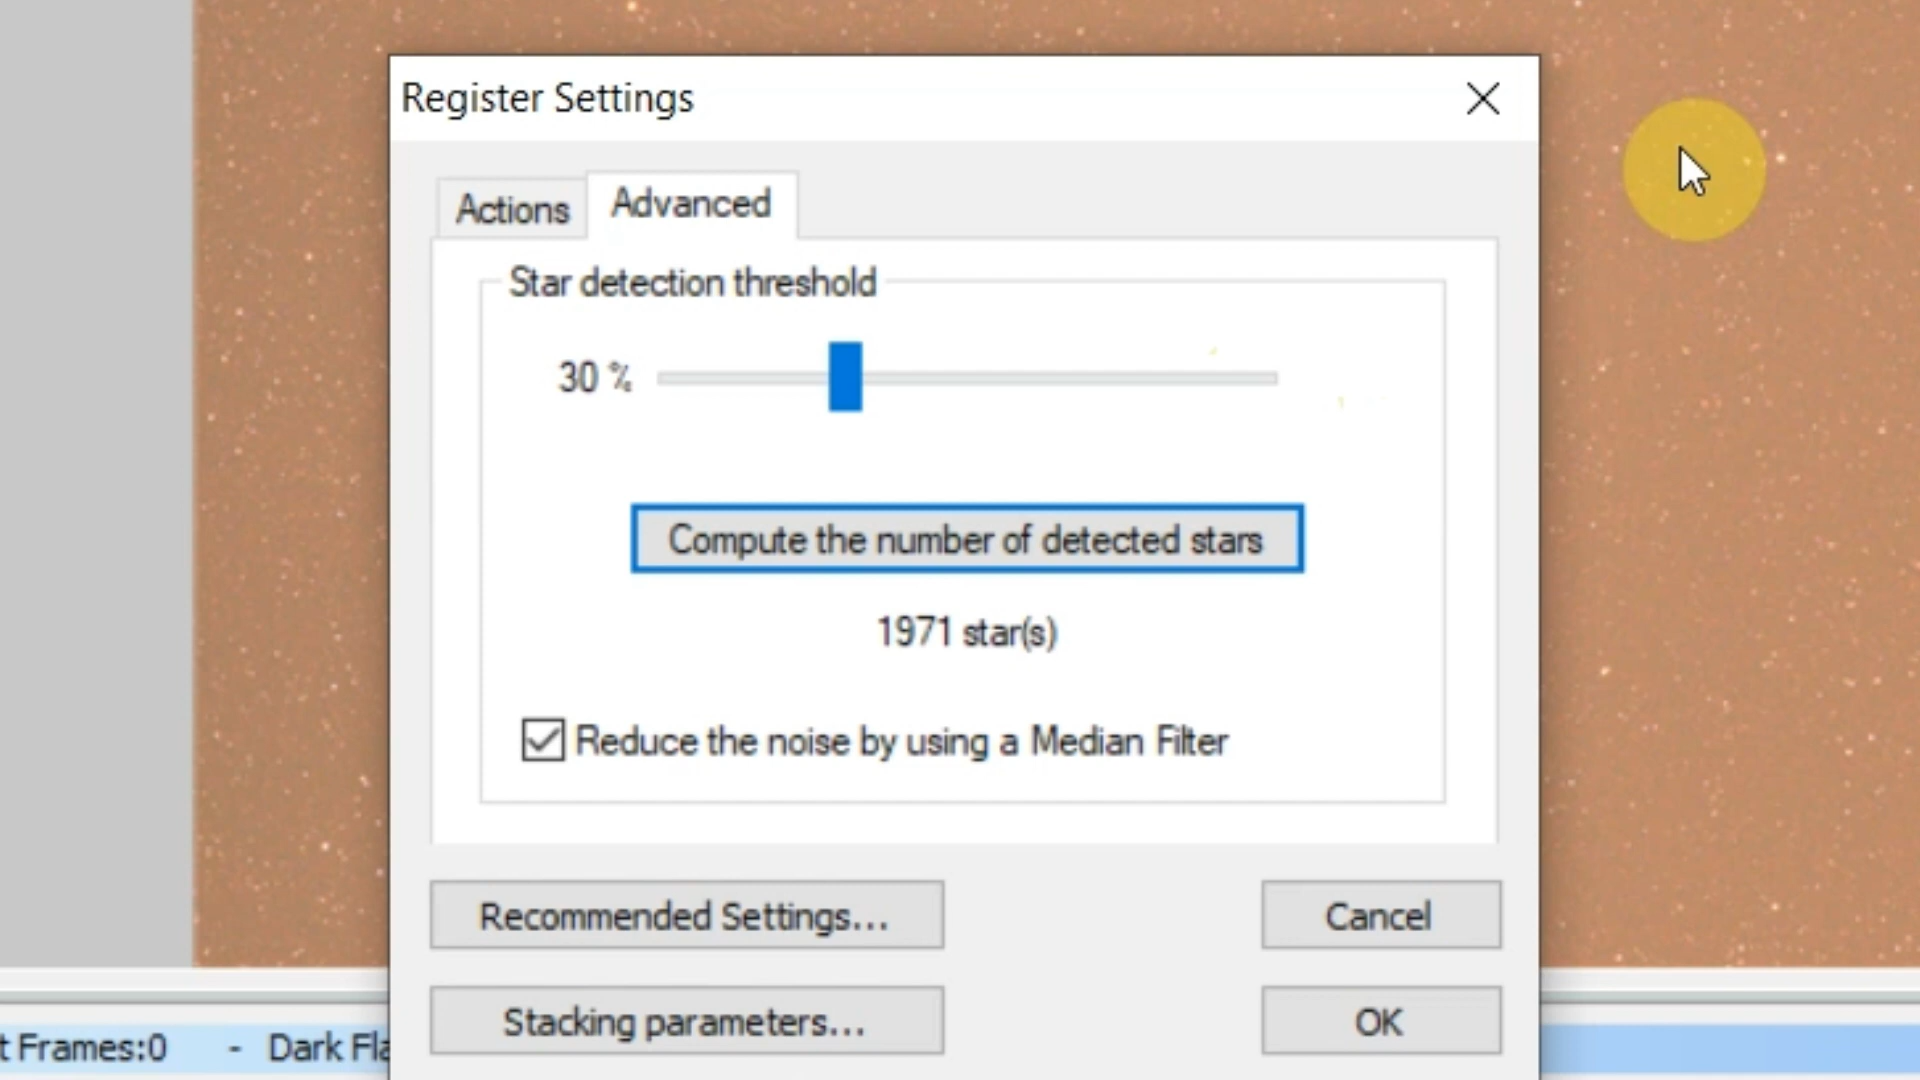 Register Settings
Actions
Advanced
Star detection threshold
30 %
Compute the number of detected stars
1971 star(s)
Reduce the noise by using a Median Filter
Recommended Settings...
Cancel
Stacking parameters...
OK
t Frames:0 - Dark Fla